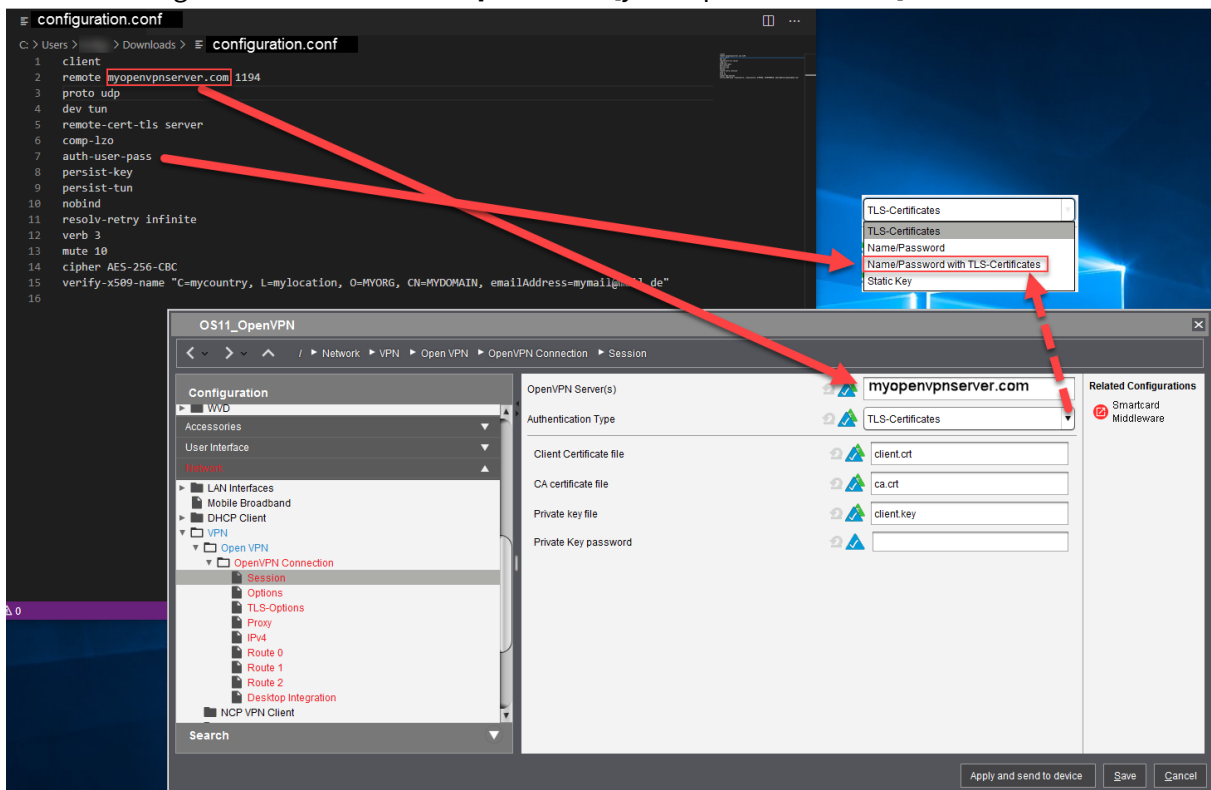 configuration.conf
C: > Users > > Downloads > configuration.conf
1 client
2 remote myopenvpnserver.com 1194
3 proto udp
4 dev tun
5 remote-cert-tls server
6 comp-lzo
7 auth-user-pass
8 persist-key
9 persist-tun
10 nobind
11 resolv-retry infinite
12 verb 3
13 mute 10
14 cipher AES-256-CBC
15 verify-x509-name "C=mycountry, L=mylocation, O=MYORG, CN=MYDOMAIN, emailAddress=mymail@mail.de"
16
TLS-Certificates
TLS-Certificates
Name/Password
Name/Password with TLS-Certificates
Static Key
OS11_OpenVPN
/ ► Network ► VPN ► Open VPN ► OpenVPN Connection ► Session
Configuration
WVD
Accessories
User Interface
Network
LAN Interfaces
Mobile Broadband
DHCP Client
VPN
Open VPN
OpenVPN Connection
Session
Options
TLS-Options
Proxy
IPv4
Route 0
Route 1
Route 2
Desktop Integration
NCP VPN Client
Search
OpenVPN Server(s) myopenvpnserver.com
Authentication Type TLS-Certificates
Client Certificate file client.crt
CA certificate file ca.crt
Private key file client.key
Private Key password
Related Configurations
Smartcard
Middleware
0
Apply and send to device Save Cancel